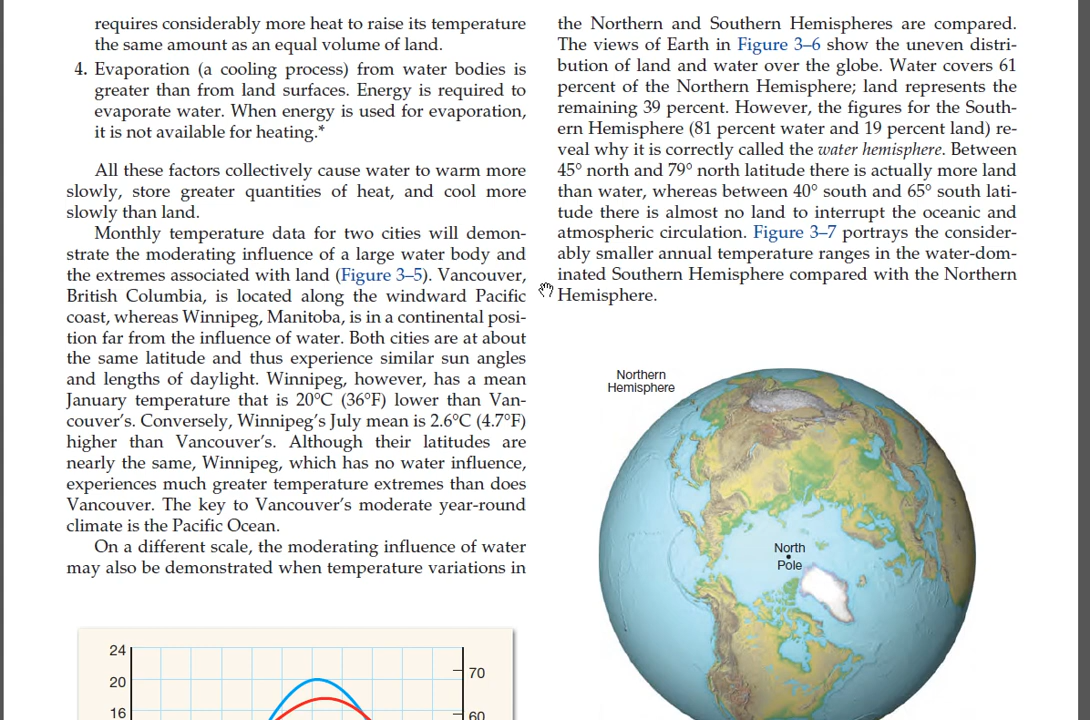 requires considerably more heat to raise its temperature
the same amount as an equal volume of land.
4. Evaporation (a cooling process) from water bodies is
greater than from land surfaces. Energy is required to
evaporate water. When energy is used for evaporation,
it is not available for heating.*
All these factors collectively cause water to warm more
slowly, store greater quantities of heat, and cool more
slowly than land.
Monthly temperature data for two cities will demon-
strate the moderating influence of a large water body and
the extremes associated with land (Figure 3–5). Vancouver,
British Columbia, is located along the windward Pacific
coast, whereas Winnipeg, Manitoba, is in a continental posi-
tion far from the influence of water. Both cities are at about
the same latitude and thus experience similar sun angles
and lengths of daylight. Winnipeg, however, has a mean
January temperature that is 20°C (36°F) lower than Van-
couver's. Conversely, Winnipeg's July mean is 2.6°C (4.7°F)
higher than Vancouver's. Although their latitudes are
nearly the same, Winnipeg, which has no water influence,
experiences much greater temperature extremes than does
Vancouver. The key to Vancouver's moderate year-round
climate is the Pacific Ocean.
On a different scale, the moderating influence of water
may also be demonstrated when temperature variations in
24
20
16
70
60
the Northern and Southern Hemispheres are compared.
The views of Earth in Figure 3–6 show the uneven distri-
bution of land and water over the globe. Water covers 61
percent of the Northern Hemisphere; land represents the
remaining 39 percent. However, the figures for the South-
ern Hemisphere (81 percent water and 19 percent land) re-
veal why it is correctly called the water hemisphere. Between
45° north and 79° north latitude there is actually more land
than water, whereas between 40° south and 65° south lati-
tude there is almost no land to interrupt the oceanic and
atmospheric circulation. Figure 3–7 portrays the consider-
ably smaller annual temperature ranges in the water-dom-
inated Southern Hemisphere compared with the Northern
Hemisphere.
Northern
Hemisphere
North
Pole